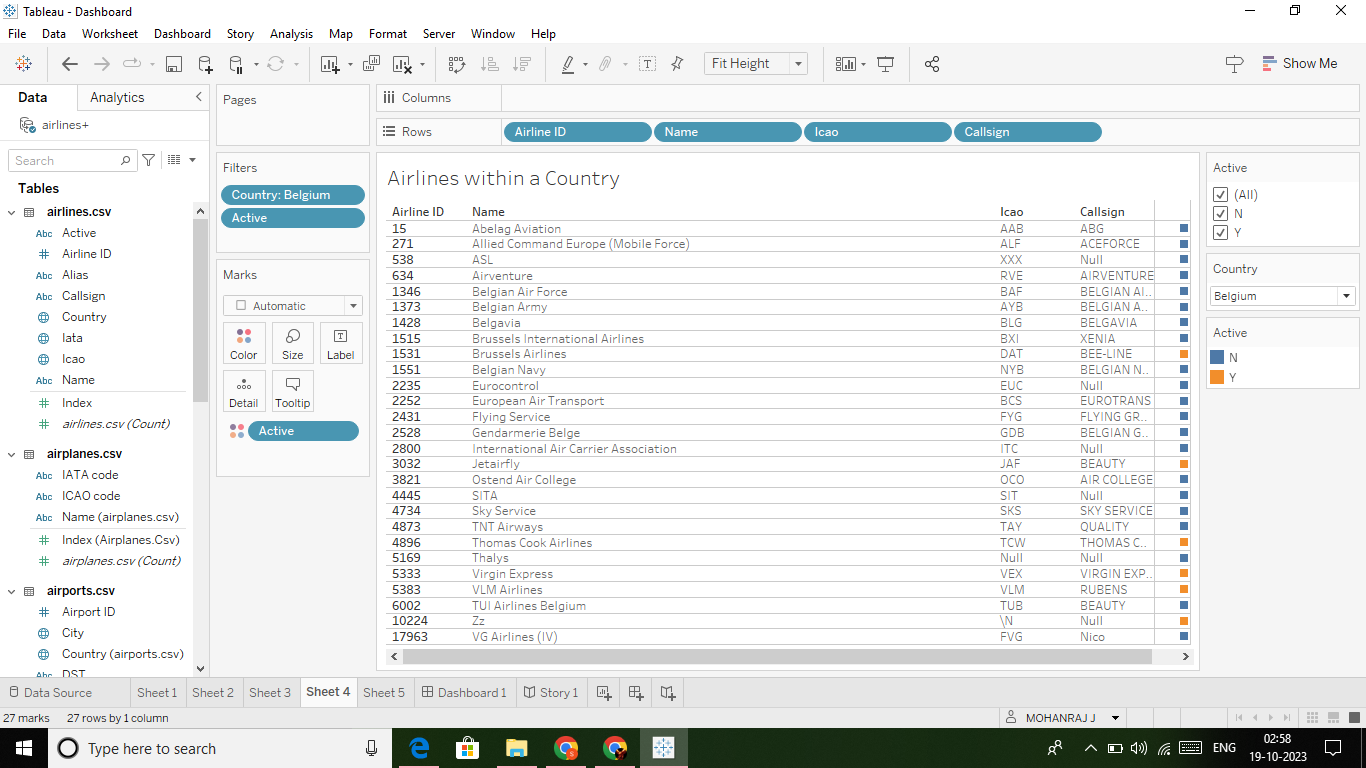 Tableau - Dashboard
File Data Worksheet Dashboard Story Analysis Map Format Server Window Help
Fit Height
Show Me
Data Analytics
airlines+
Search
Tables
airlines.csv
Abc Active
# Airline ID
Abc Alias
Abc Callsign
Country
Iata
Icao
Abc Name
# Index
# airlines.csv (Count)
airplanes.csv
Abc IATA code
Abc ICAO code
Abc Name (airplanes.csv)
# Index (Airplanes.Csv)
# airplanes.csv (Count)
airports.csv
# Airport ID
City
Country (airports.csv)
Abc DST
Pages
Filters
Country: Belgium
Active
Marks
Automatic
Color Size Label
Detail Tooltip
Active
Columns
Rows Airline ID Name Icao Callsign
Airlines within a Country
Airline ID Name Icao Callsign
15 Abelag Aviation AAB ABG
271 Allied Command Europe (Mobile Force) ALF ACEFORCE
538 ASL XXX Null
634 Airventure RVE AIRVENTURE
1346 Belgian Air Force BAF BELGIAN AI..
1373 Belgian Army AYB BELGIAN A..
1428 Belgavia BLG BELGAVIA
1515 Brussels International Airlines BXI XENIA
1531 Brussels Airlines DAT BEE-LINE
1551 Belgian Navy NYB BELGIAN N..
2235 Eurocontrol EUC Null
2252 European Air Transport BCS EUROTRANS
2431 Flying Service FYG FLYING GR..
2528 Gendarmerie Belge GDB BELGIAN G..
2800 International Air Carrier Association ITC Null
3032 Jetairfly JAF BEAUTY
3821 Ostend Air College OCO AIR COLLEGE
4445 SITA SIT Null
4734 Sky Service SKS SKY SERVICE
4873 TNT Airways TAY QUALITY
4896 Thomas Cook Airlines TCW THOMAS C..
5169 Thalys Null Null
5333 Virgin Express VEX VIRGIN EXP..
5383 VLM Airlines VLM RUBENS
6002 TUI Airlines Belgium TUB BEAUTY
10224 Zz \N Null
17963 VG Airlines (IV) FVG Nico
Active
(All)
N
Y
Country
Belgium
Active
N
Y
Data Source Sheet 1 Sheet 2 Sheet 3 Sheet 4 Sheet 5 Dashboard 1 Story 1
27 marks 27 rows by 1 column MOHANRAJ J
Type here to search
ENG
02:58
19-10-2023